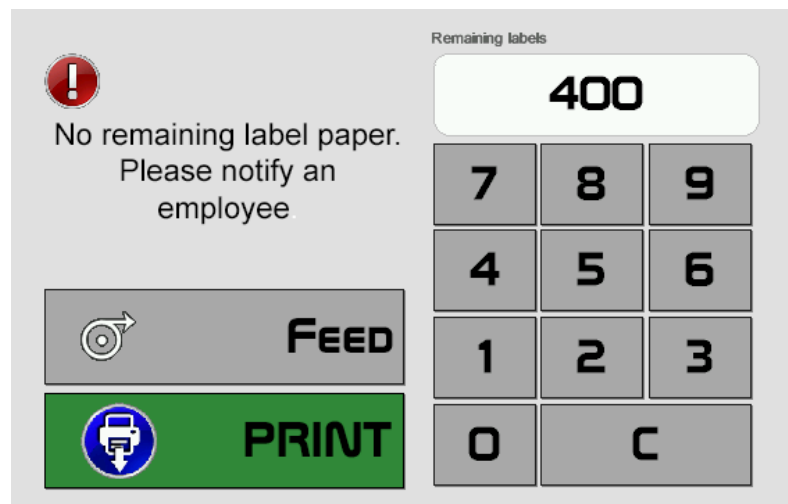 Remaining labels
400
No remaining label paper.
Please notify an
employee.
7 8 9
4 5 6
FEED
1 2 3
PRINT
0 C